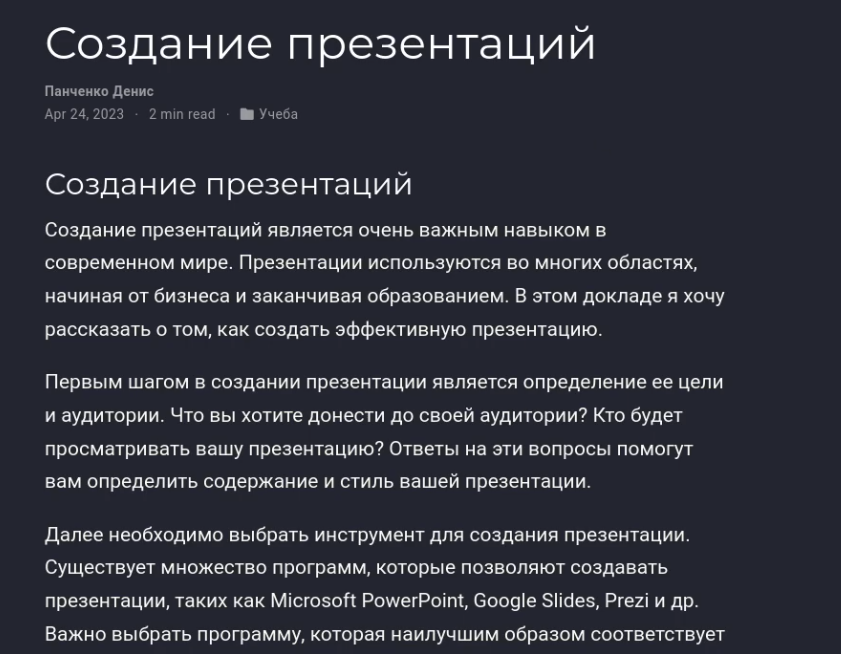 Создание презентаций
Панченко Денис
Apr 24, 2023 · 2 min read · Учеба
Создание презентаций
Создание презентаций является очень важным навыком в
современном мире. Презентации используются во многих областях,
начиная от бизнеса и заканчивая образованием. В этом докладе я хочу
рассказать о том, как создать эффективную презентацию.
Первым шагом в создании презентации является определение ее цели
и аудитории. Что вы хотите донести до своей аудитории? Кто будет
просматривать вашу презентацию? Ответы на эти вопросы помогут
вам определить содержание и стиль вашей презентации.
Далее необходимо выбрать инструмент для создания презентации.
Существует множество программ, которые позволяют создавать
презентации, таких как Microsoft PowerPoint, Google Slides, Prezi и др.
Важно выбрать программу, которая наилучшим образом соответствует